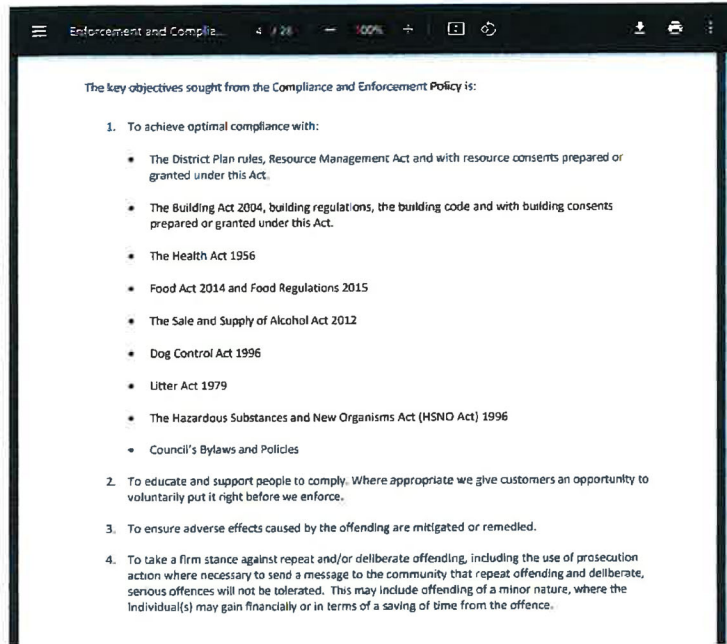 Enforcement and Complia...
4 / 28
100%
The key objectives sought from the Compliance and Enforcement Policy is:
1. To achieve optimal compliance with:
• The District Plan rules, Resource Management Act and with resource consents prepared or
granted under this Act.
• The Building Act 2004, building regulations, the building code and with building consents
prepared or granted under this Act.
• The Health Act 1956
• Food Act 2014 and Food Regulations 2015
• The Sale and Supply of Alcohol Act 2012
• Dog Control Act 1996
• Litter Act 1979
• The Hazardous Substances and New Organisms Act (HSNO Act) 1996
• Council's Bylaws and Policies
2. To educate and support people to comply. Where appropriate we give customers an opportunity to
voluntarily put it right before we enforce.
3. To ensure adverse effects caused by the offending are mitigated or remedied.
4. To take a firm stance against repeat and/or deliberate offending, including the use of prosecution
action where necessary to send a message to the community that repeat offending and deliberate,
serious offences will not be tolerated. This may include offending of a minor nature, where the
individual(s) may gain financially or in terms of a saving of time from the offence.